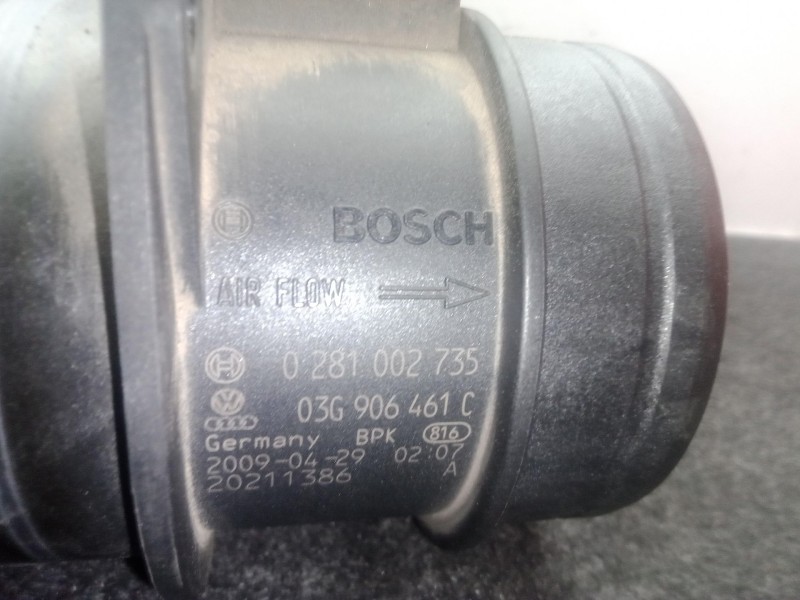 BOSCH
AIR FLOW
0 281 002 735
03G 906 461 C
Germany BPK 816
2009-04-29 02:07
20211386 A